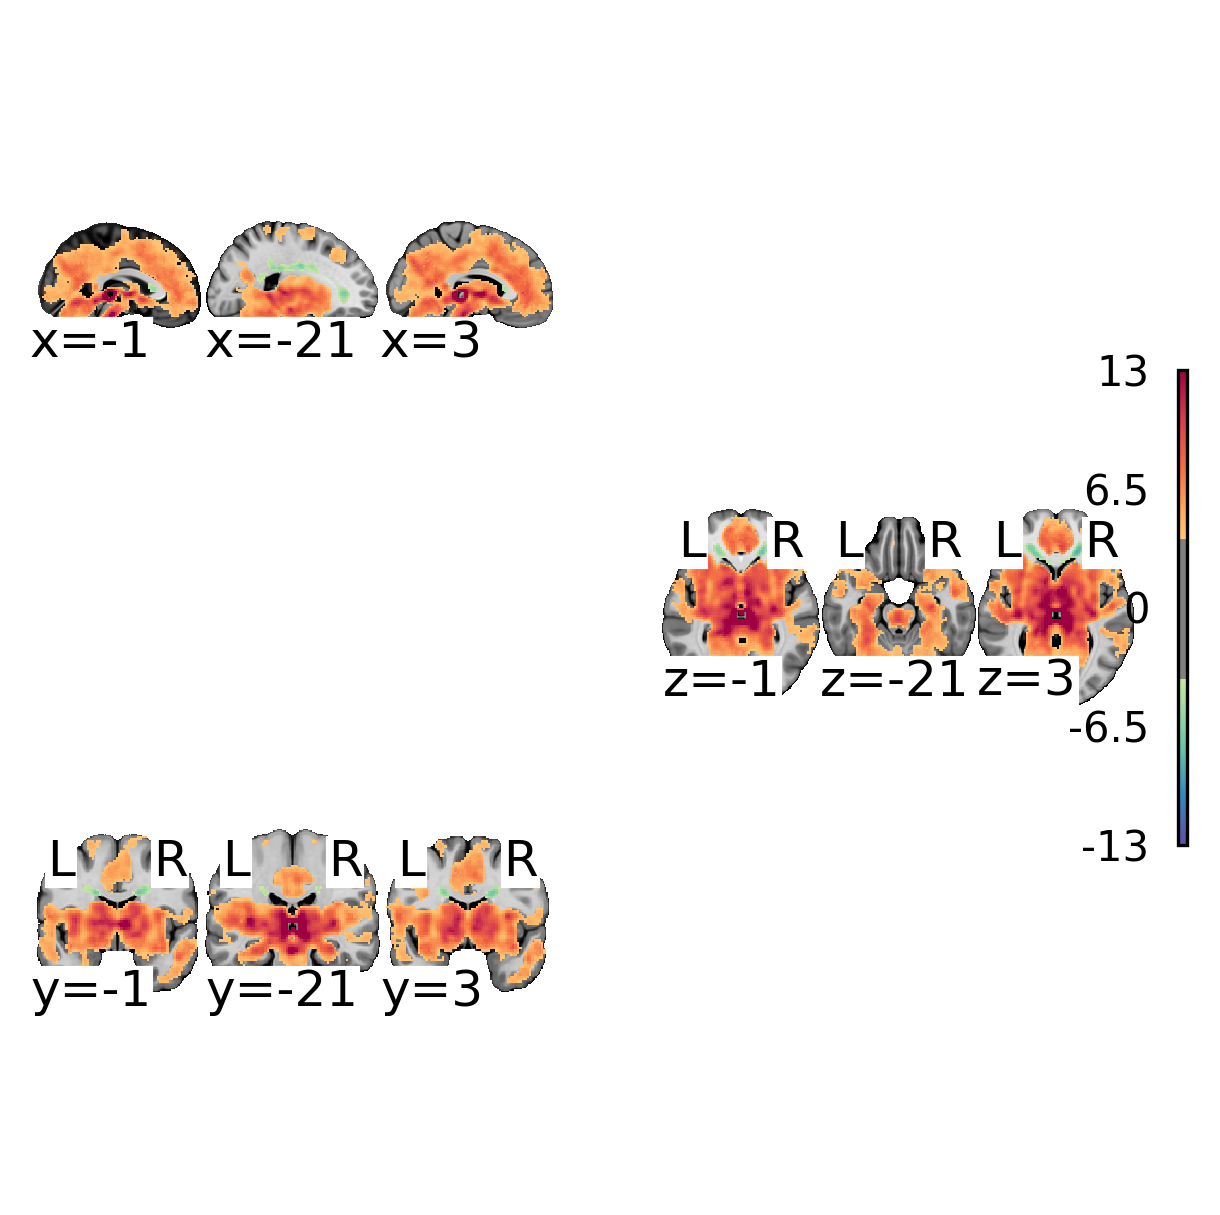 x=-1 x=-21 x=3
13
6.5
L R L R L R
0
z=-1 z=-21 z=3
-6.5
L R L R L R
-13
y=-1 y=-21 y=3